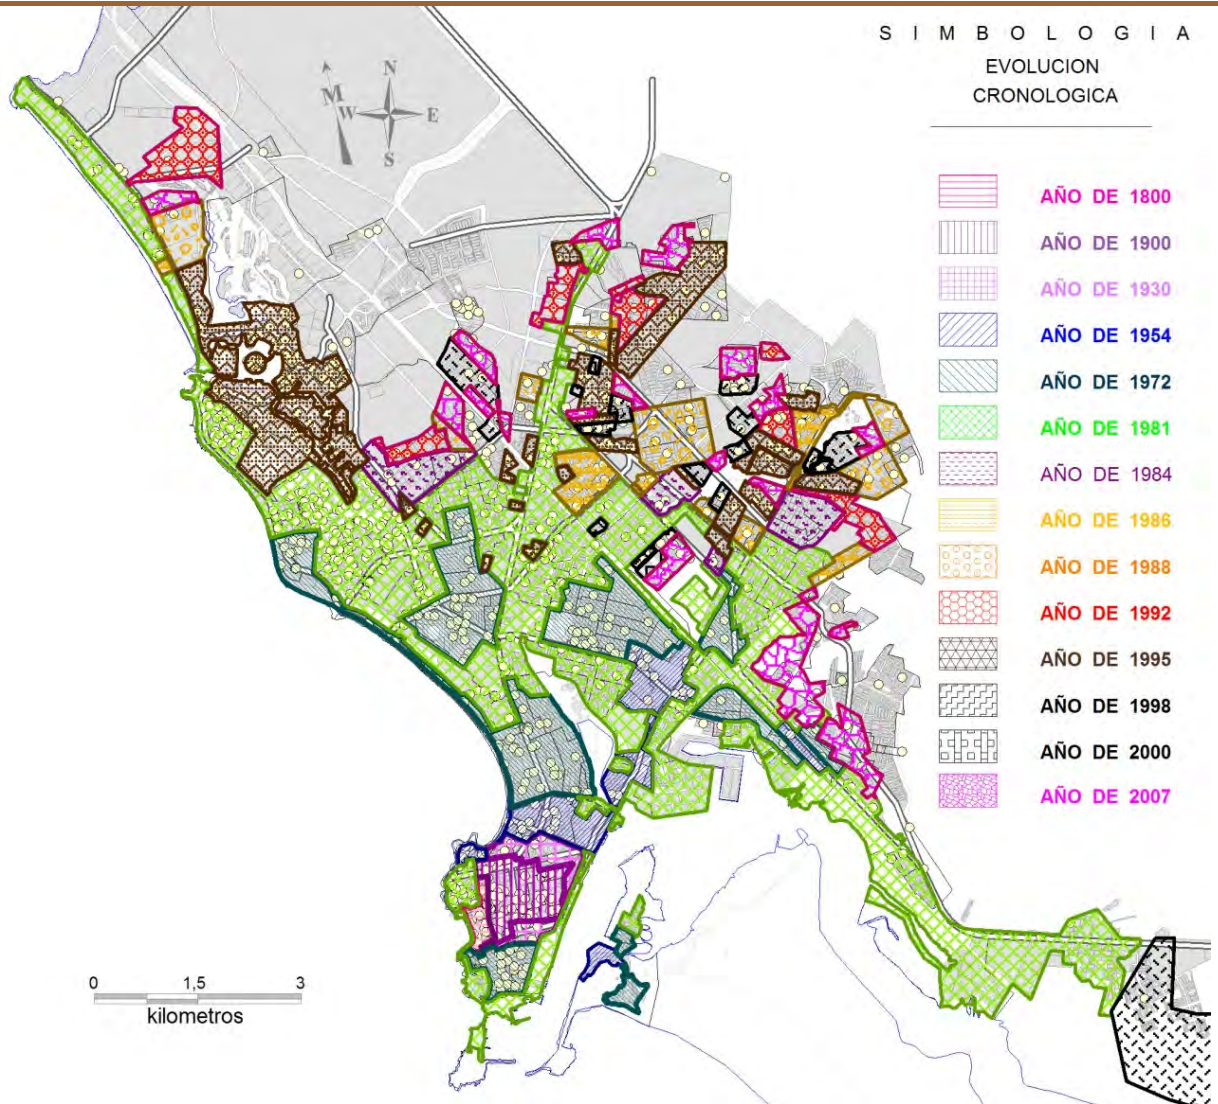 S I M B O L O G I A
EVOLUCION
CRONOLOGICA
AÑO DE 1800
AÑO DE 1900
AÑO DE 1930
AÑO DE 1954
AÑO DE 1972
AÑO DE 1981
AÑO DE 1984
AÑO DE 1986
AÑO DE 1988
AÑO DE 1992
AÑO DE 1995
AÑO DE 1998
AÑO DE 2000
AÑO DE 2007
N
M
W
E
S
0 1,5 3
kilometros